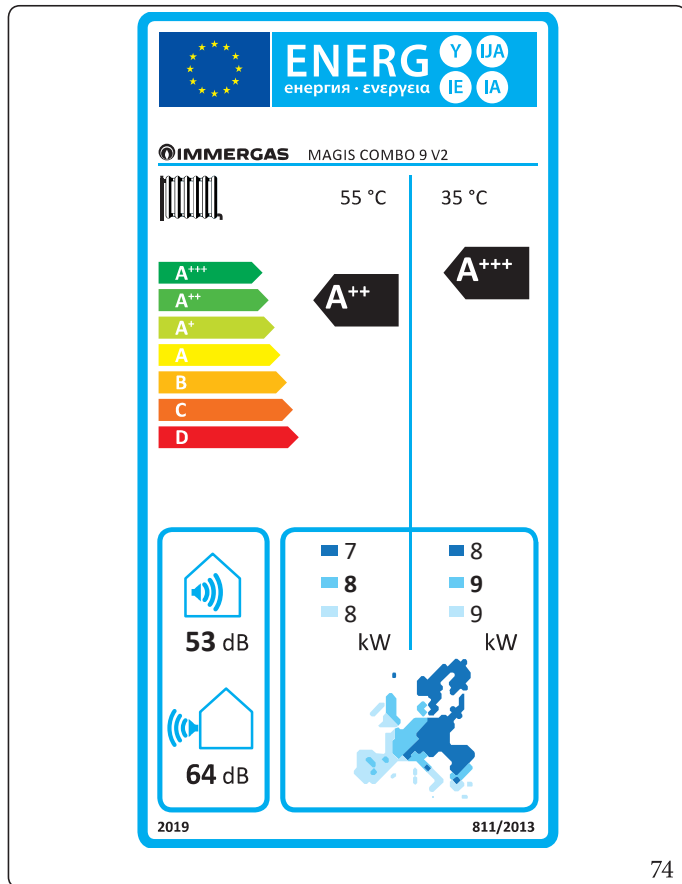 ENERG Y IJA
енергия · ενεργεια IE IA
IMMERGAS MAGIS COMBO 9 V2
55 °C 35 °C
A+++
A++
A+
A
B
C
D
A++
A+++
7 8
8 9
8 9
kW kW
53 dB
64 dB
2019 811/2013
74